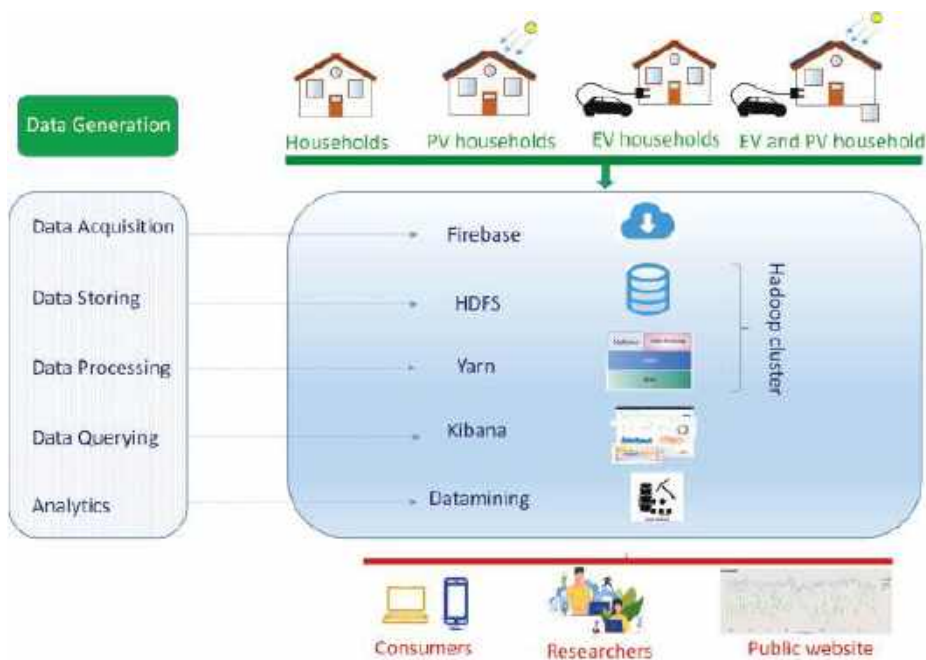 Data Generation
Households
PV households
EV households
EV and PV household
Data Acquisition
Firebase
Data Storing
HDFS
Data Processing
Yarn
Data Querying
Kibana
Analytics
Datamining
Hadoop cluster
Consumers
Researchers
Public website